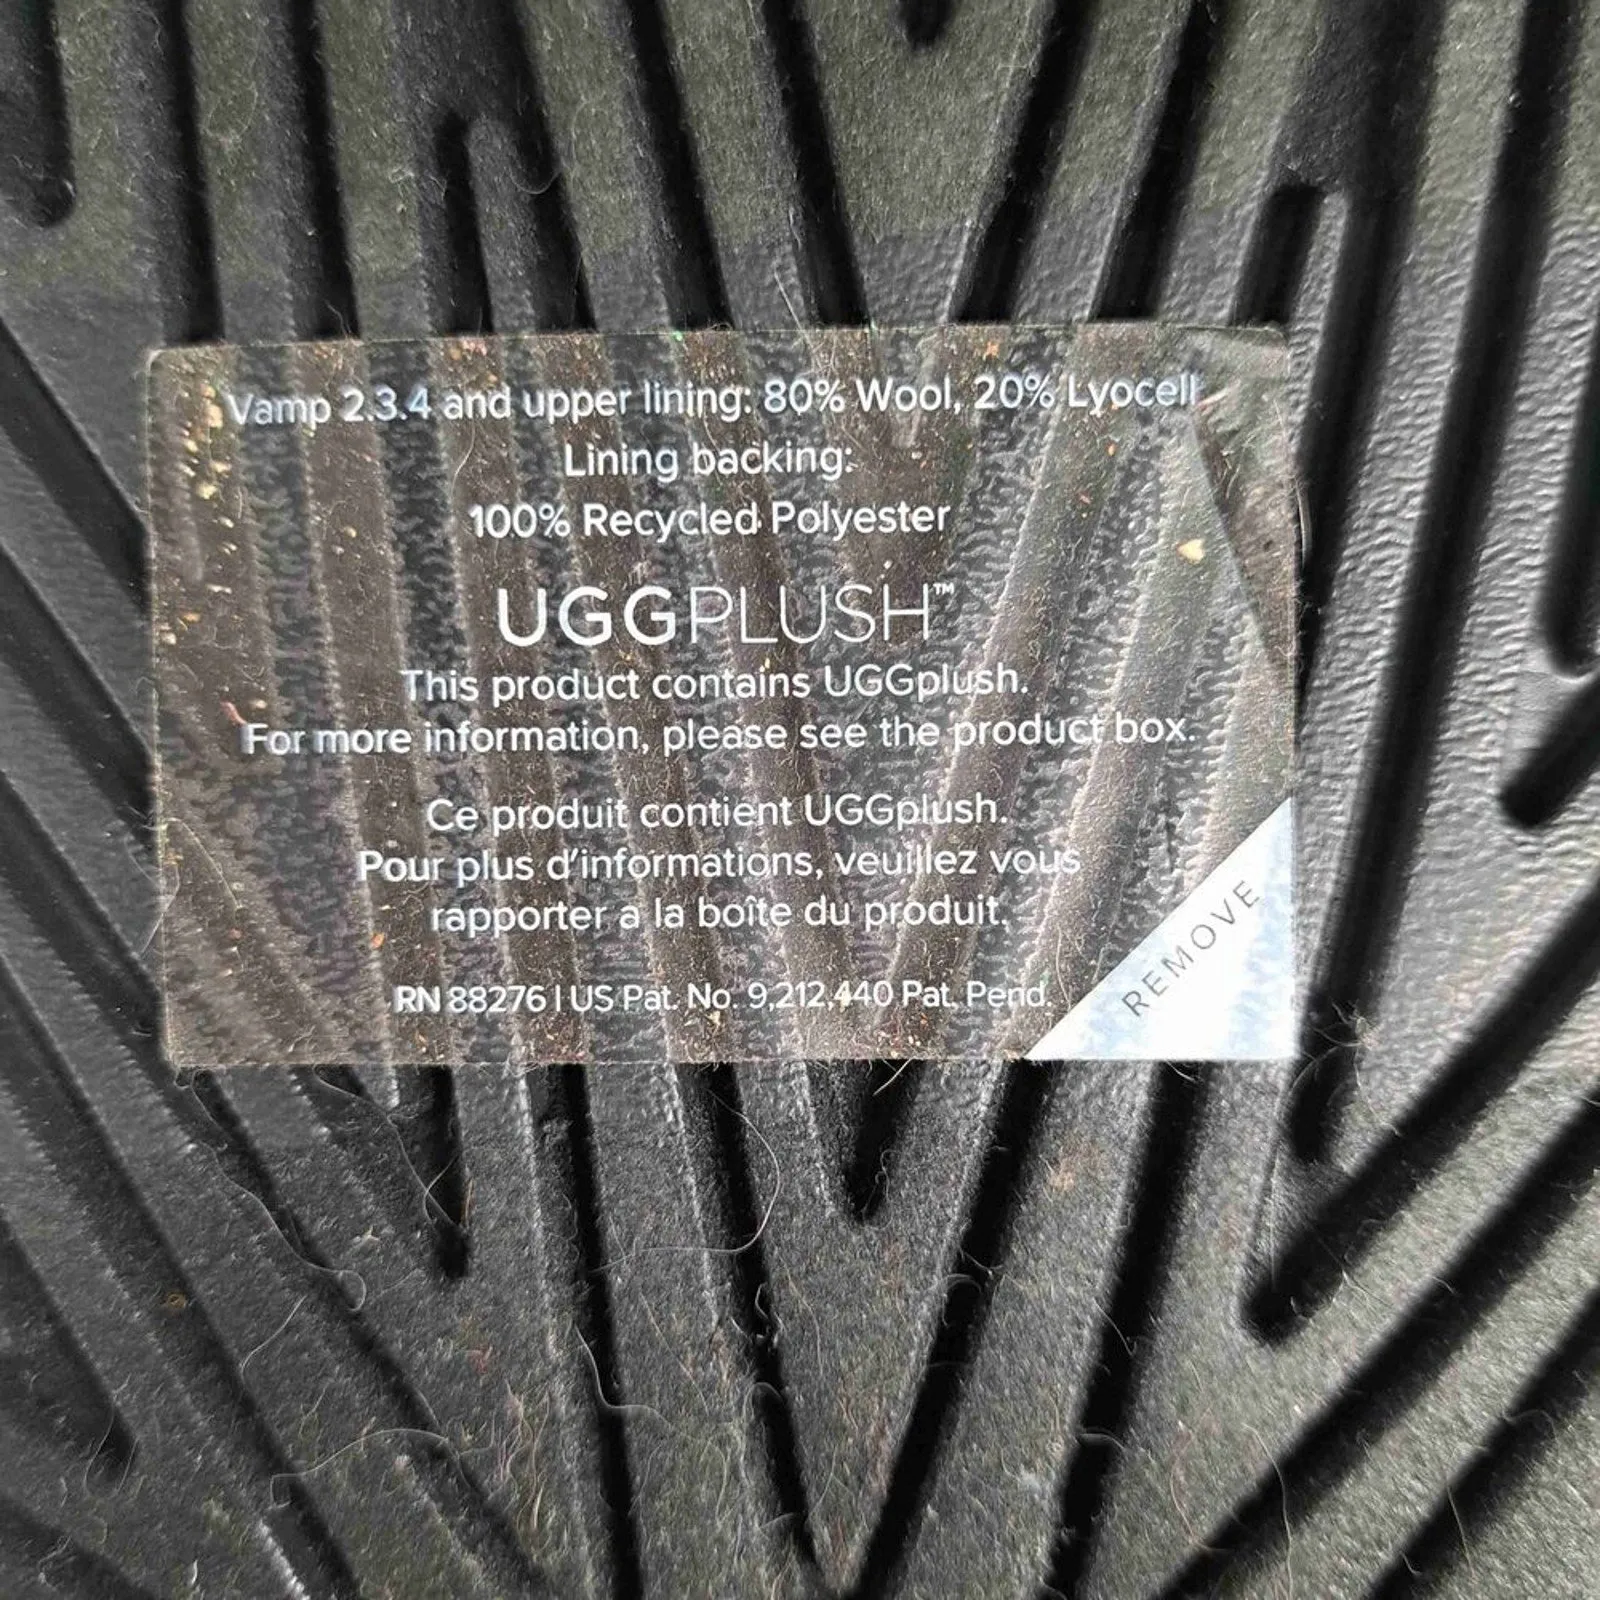 Vamp 2.3.4 and upper lining: 80% Wool, 20% Lyocell
Lining backing:
100% Recycled Polyester
UGGPLUSH™
This product contains UGGplush.
For more information, please see the product box.
Ce produit contient UGGplush.
Pour plus d'informations, veuillez vous
rapporter a la boîte du produit.
RN 88276 | US Pat. No. 9,212,440 Pat. Pend.
REMOVE